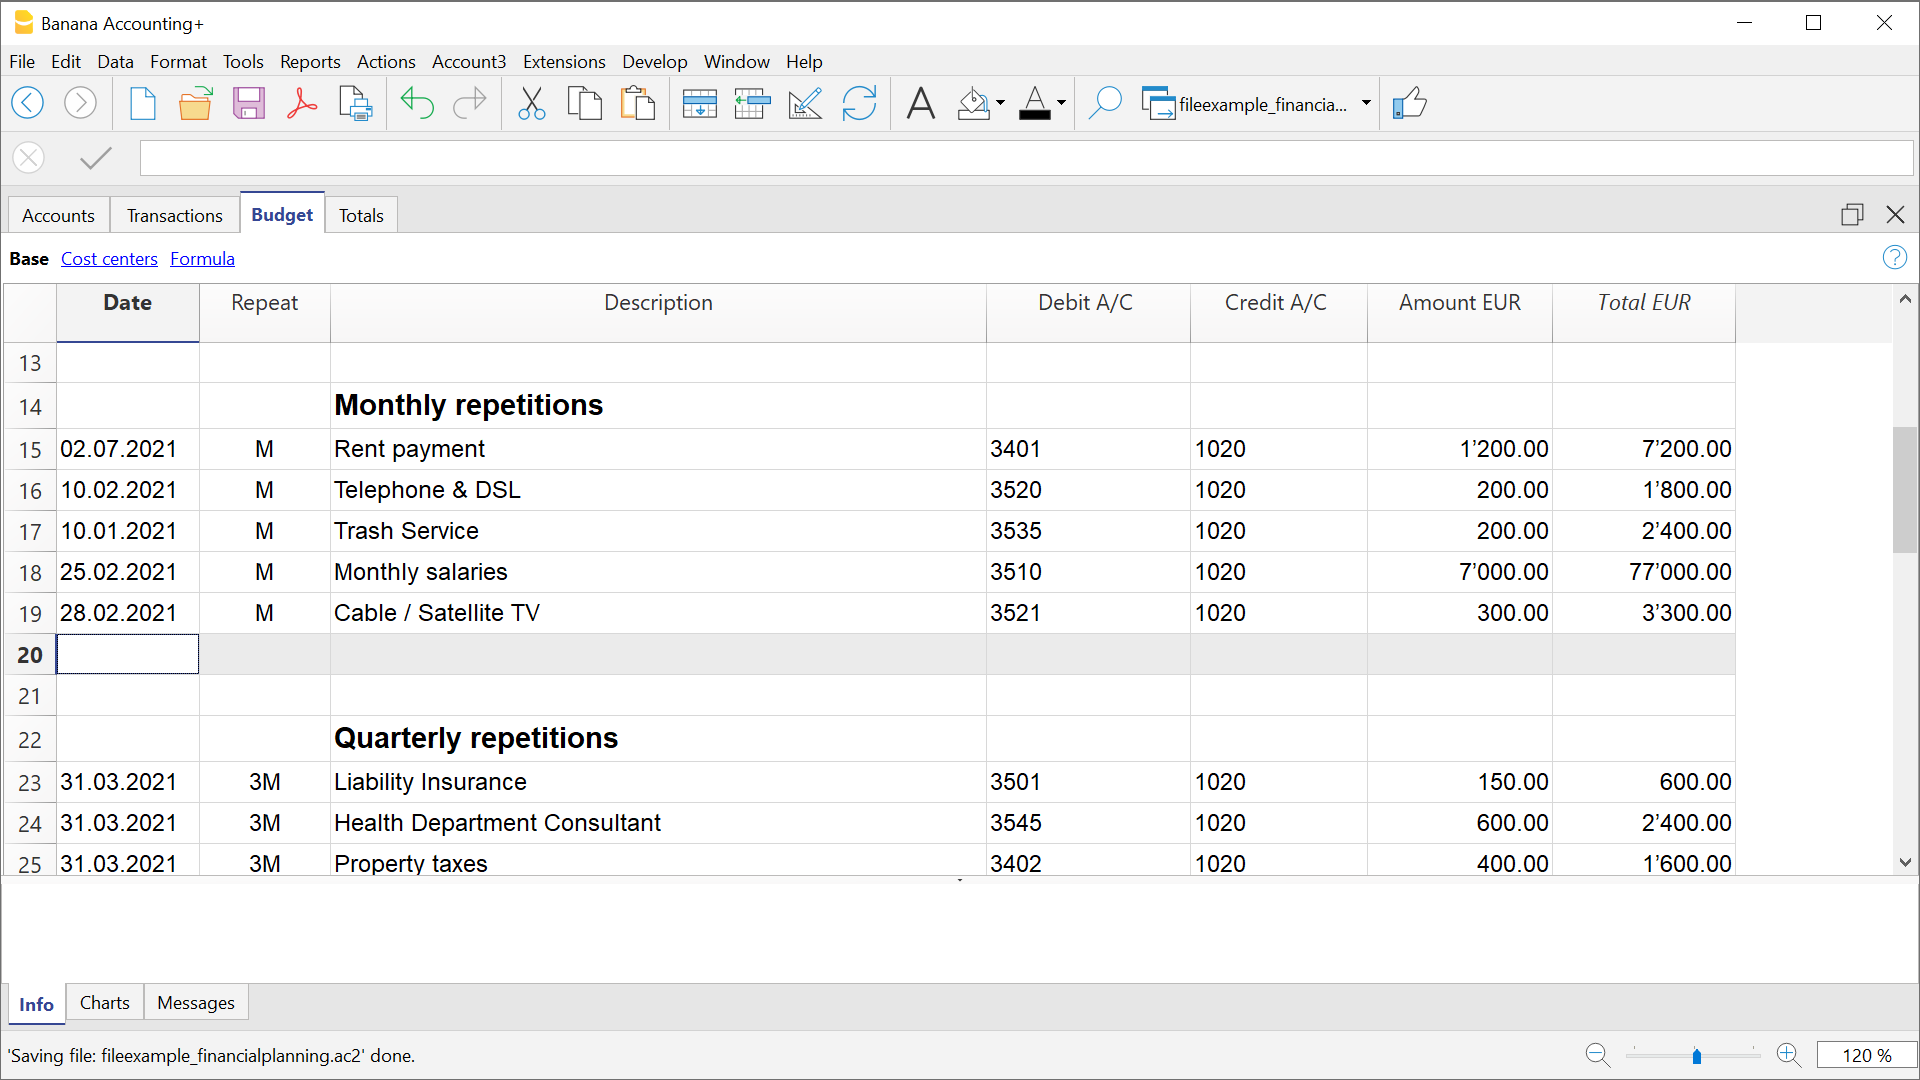 Banana Accounting+
File Edit Data Format Tools Reports Actions Account3 Extensions Develop Window Help
fileexample_financia...
Accounts Transactions Budget Totals
Base Cost centers Formula
Date Repeat Description Debit A/C Credit A/C Amount EUR Total EUR
13
14 Monthly repetitions
15 02.07.2021 M Rent payment 3401 1020 1’200.00 7’200.00
16 10.02.2021 M Telephone & DSL 3520 1020 200.00 1’800.00
17 10.01.2021 M Trash Service 3535 1020 200.00 2’400.00
18 25.02.2021 M Monthly salaries 3510 1020 7’000.00 77’000.00
19 28.02.2021 M Cable / Satellite TV 3521 1020 300.00 3’300.00
20
21
22 Quarterly repetitions
23 31.03.2021 3M Liability Insurance 3501 1020 150.00 600.00
24 31.03.2021 3M Health Department Consultant 3545 1020 600.00 2’400.00
25 31.03.2021 3M Property taxes 3402 1020 400.00 1’600.00
Info Charts Messages
'Saving file: fileexample_financialplanning.ac2' done.
120 %